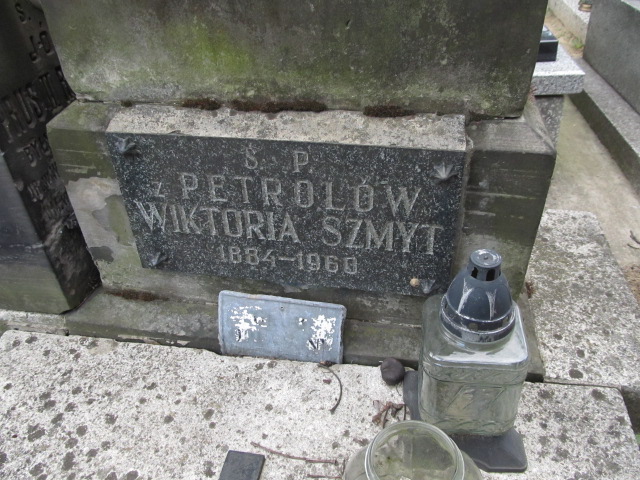 Ś. P.
z PETROLÓW
WIKTORIA SZMYT
1884-1960